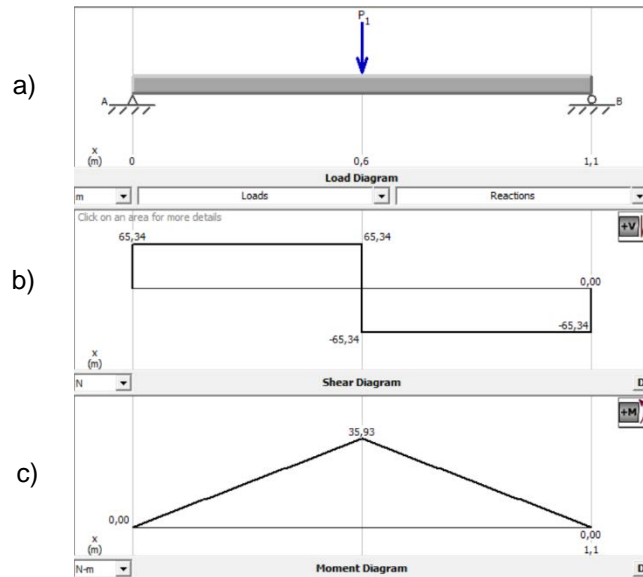 P1
a)
A
B
x
(m)
0
0,6
1,1
Load Diagram
m
Loads
Reactions
Click on an area for more details
+V
b)
65,34
65,34
0,00
-65,34
-65,34
x
(m)
N
Shear Diagram
D
+M
c)
35,93
0,00
0,00
x
(m)
1,1
N-m
Moment Diagram
D